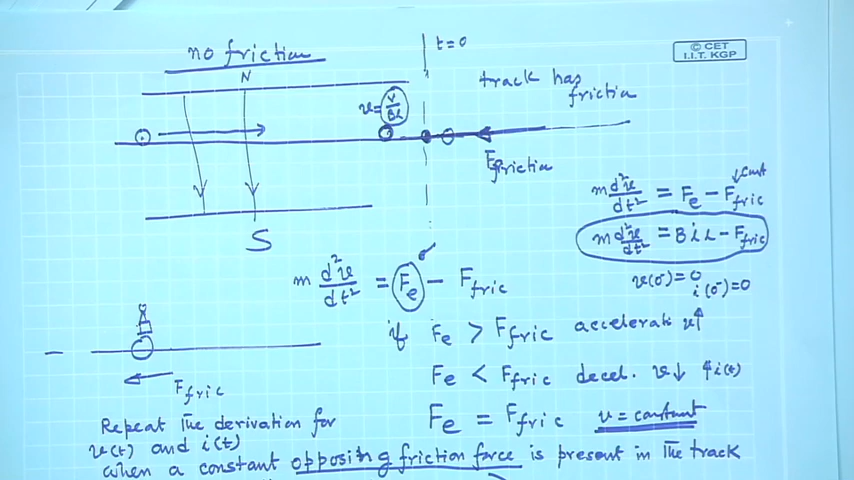 no friction
t=0
© CET
I.I.T. KGP
N
track has
friction
v = V/Bl
Ffriction
S
m d²v/dt² = Fe − Ffric
↓const
m d²v/dt² = B i l − Ffric
v(0⁻)=0
i(0⁻)=0
m d²v/dt² = Fe − Ffric
if Fe > Ffric accelerati v↑
Fe < Ffric decel. v↓ ↑i(t)
Fe = Ffric v = constant
Ffric
Repeat The derivation for
v(t) and i(t)
when a constant opposing friction force is present in The track